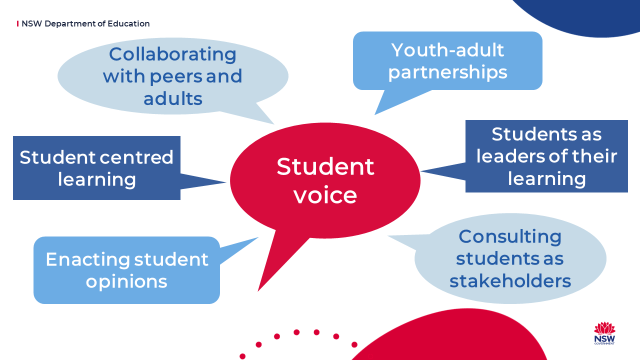 NSW Department of Education
Collaborating
with peers and
adults
Youth-adult
partnerships
Student centred
learning
Student
voice
Students as
leaders of their
learning
Enacting student
opinions
Consulting
students as
stakeholders
NSW
GOVERNMENT